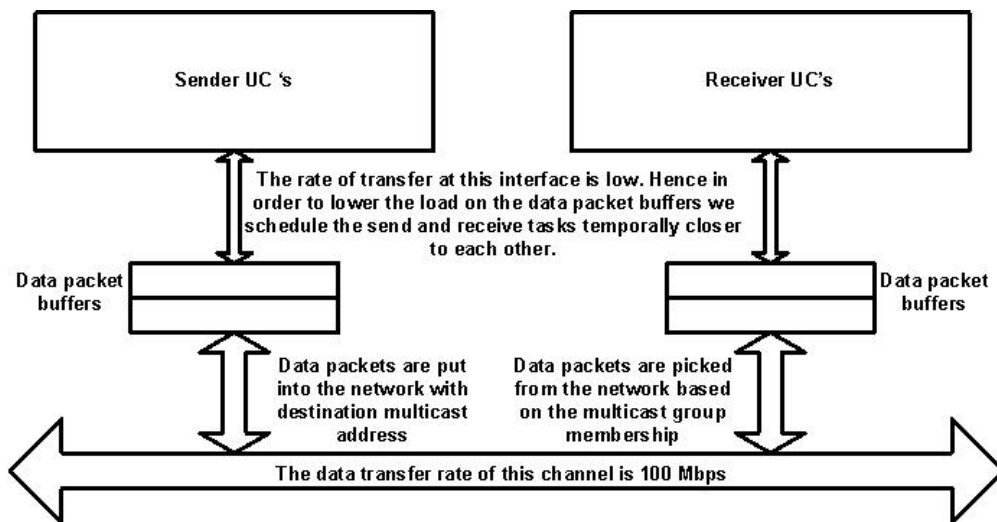 Sender UC 's
Receiver UC's
The rate of transfer at this interface is low. Hence in
order to lower the load on the data packet buffers we
schedule the send and receive tasks temporally closer
to each other.
Data packet
buffers
Data packet
buffers
Data packets are put
into the network with
destination multicast
address
Data packets are picked
from the network based
on the multicast group
membership
The data transfer rate of this channel is 100 Mbps